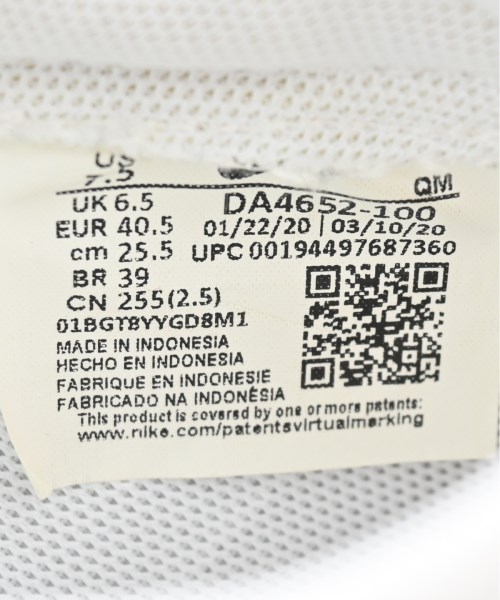 US
7.5
QM
UK 6.5
DA4652-100
EUR 40.5
01/22/20 | 03/10/20
cm 25.5
UPC 00194497687360
BR 39
CN 255(2.5)
01BGT8YYGD8M1
MADE IN INDONESIA
HECHO EN INDONESIA
FABRIQUE EN INDONESIE
FABRICADO NA INDONÉSIA
This product is covered by one or more patents:
www.nike.com/patentsvirtualmarking